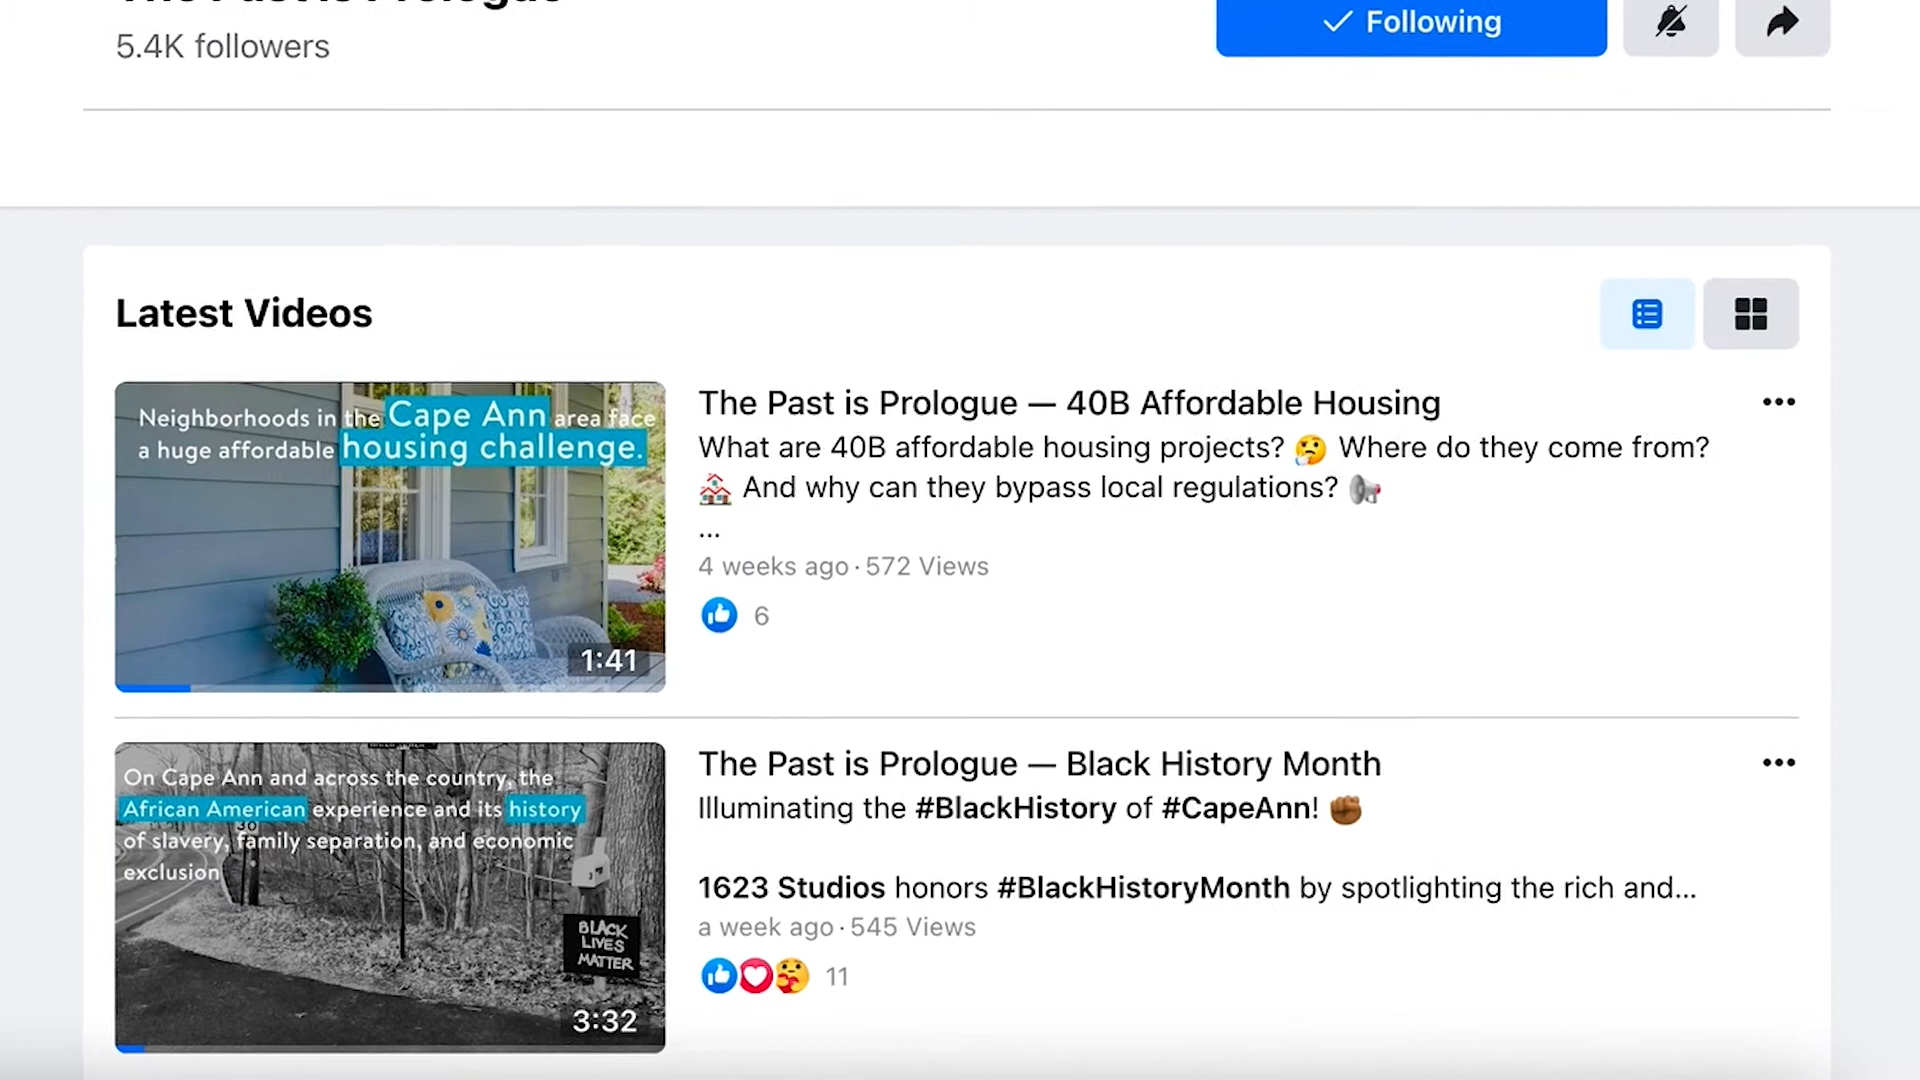 The Past is Prologue
5.4K followers
Following
Latest Videos
Neighborhoods in the Cape Ann area face
a huge affordable housing challenge.
1:41
The Past is Prologue — 40B Affordable Housing
What are 40B affordable housing projects? 🤔 Where do they come from?
🏘️ And why can they bypass local regulations? 📢
...
4 weeks ago · 572 Views
6
On Cape Ann and across the country, the
African American experience and its history
of slavery, family separation, and economic
exclusion
30
BLACK
LIVES
MATTER
3:32
The Past is Prologue — Black History Month
Illuminating the #BlackHistory of #CapeAnn! ✊🏾
1623 Studios honors #BlackHistoryMonth by spotlighting the rich and...
a week ago · 545 Views
11